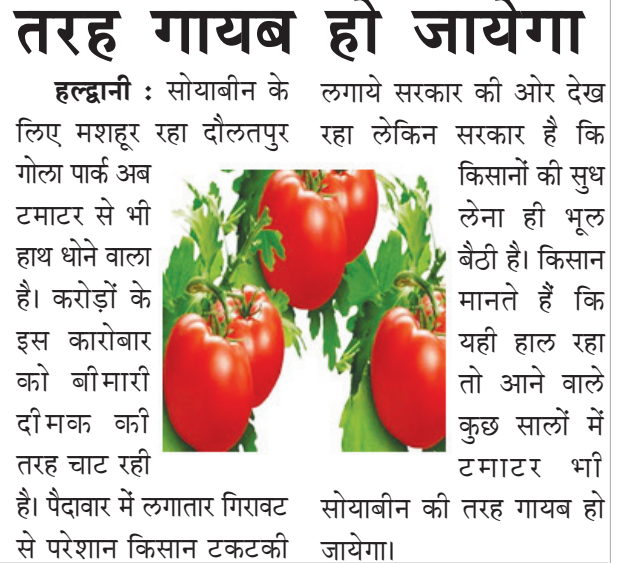 तरह गायब हो जायेगा
हल्द्वानी : सोयाबीन के
लिए मशहूर रहा दौलतपुर
गोला पार्क अब
टमाटर से भी
हाथ धोने वाला
है। करोड़ों के
इस कारोबार
को बीमारी
दीमक की
तरह चाट रही
है। पैदावार में लगातार गिरावट
से परेशान किसान टकटकी
लगाये सरकार की ओर देख
रहा लेकिन सरकार है कि
किसानों की सुध
लेना ही भूल
बैठी है। किसान
मानते हैं कि
यही हाल रहा
तो आने वाले
कुछ सालों में
टमाटर भी
सोयाबीन की तरह गायब हो
जायेगा।